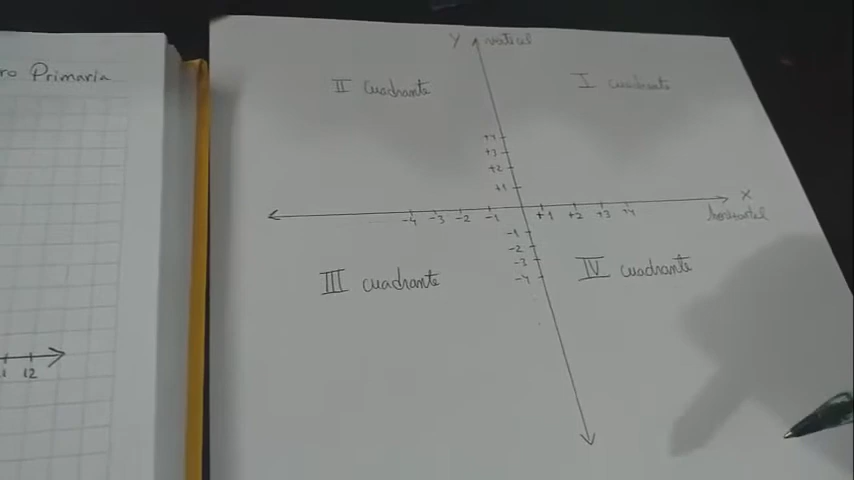 ro Primaria
12
Y vertical
II cuadrante
I cuadrante
+4
+3
+2
+1
X
horizontal
-4 -3 -2 -1 +1 +2 +3 +4
-1
-2
-3
-4
III cuadrante
IV cuadrante